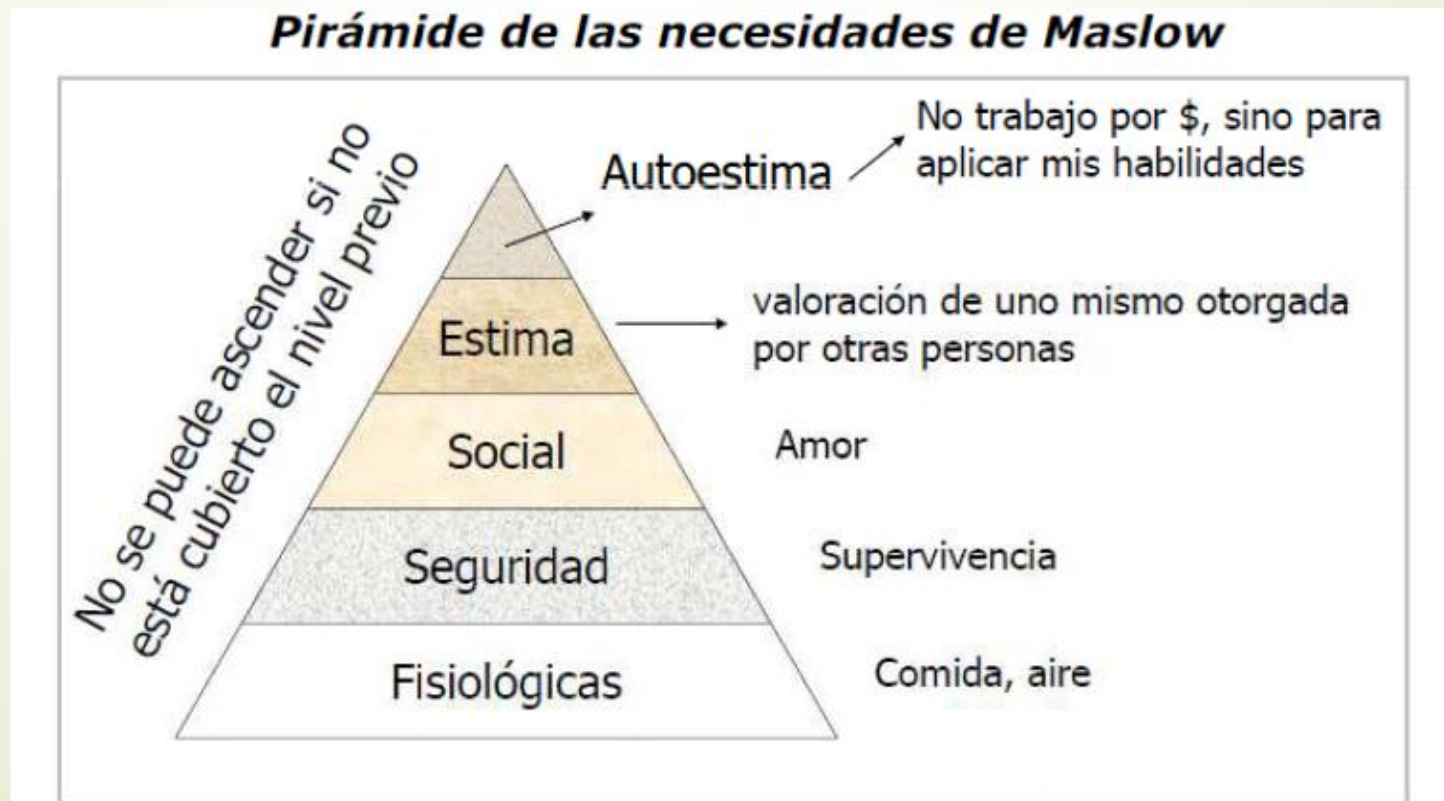 Pirámide de las necesidades de Maslow
No se puede ascender si no
está cubierto el nivel previo
Autoestima
No trabajo por $, sino para
aplicar mis habilidades
Estima
valoración de uno mismo otorgada
por otras personas
Social
Amor
Seguridad
Supervivencia
Fisiológicas
Comida, aire